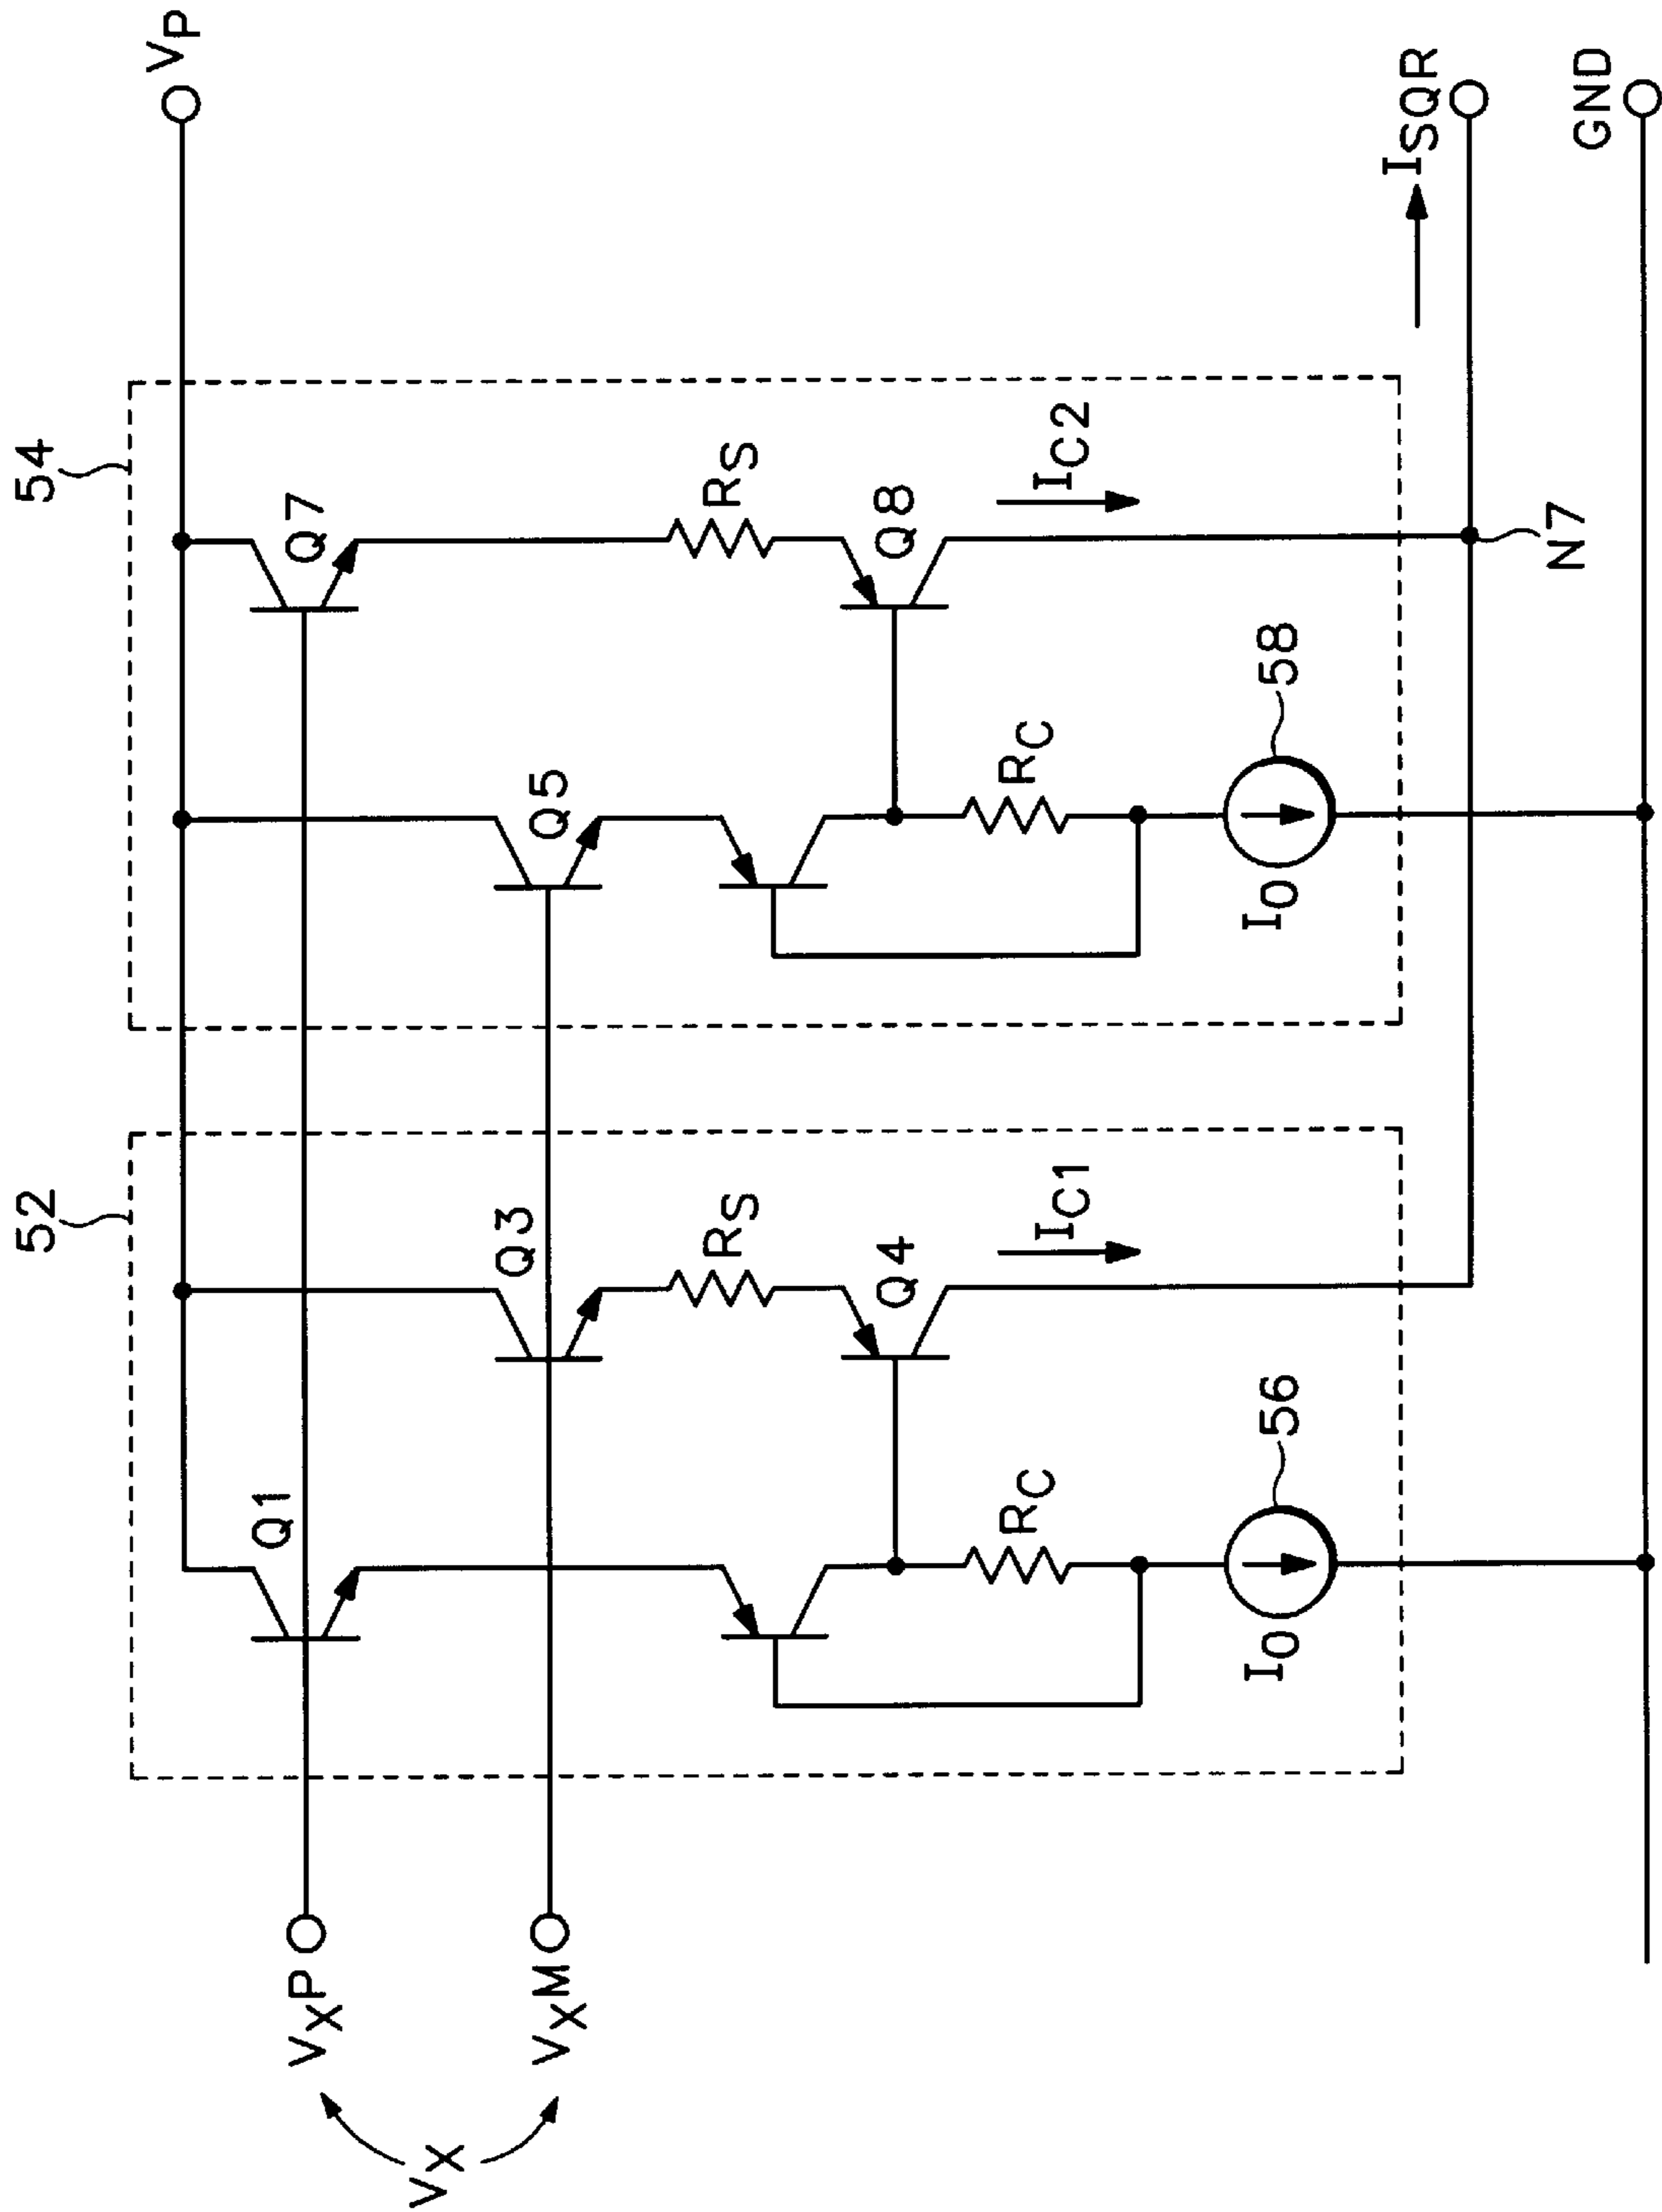 52
54
VP
Q1
Q3
Q5
Q7
VXP
VXM
VX
RS
RS
Q4
Q8
RC
RC
IC1
IC2
IO
56
IO
58
ISQR
N7
GND